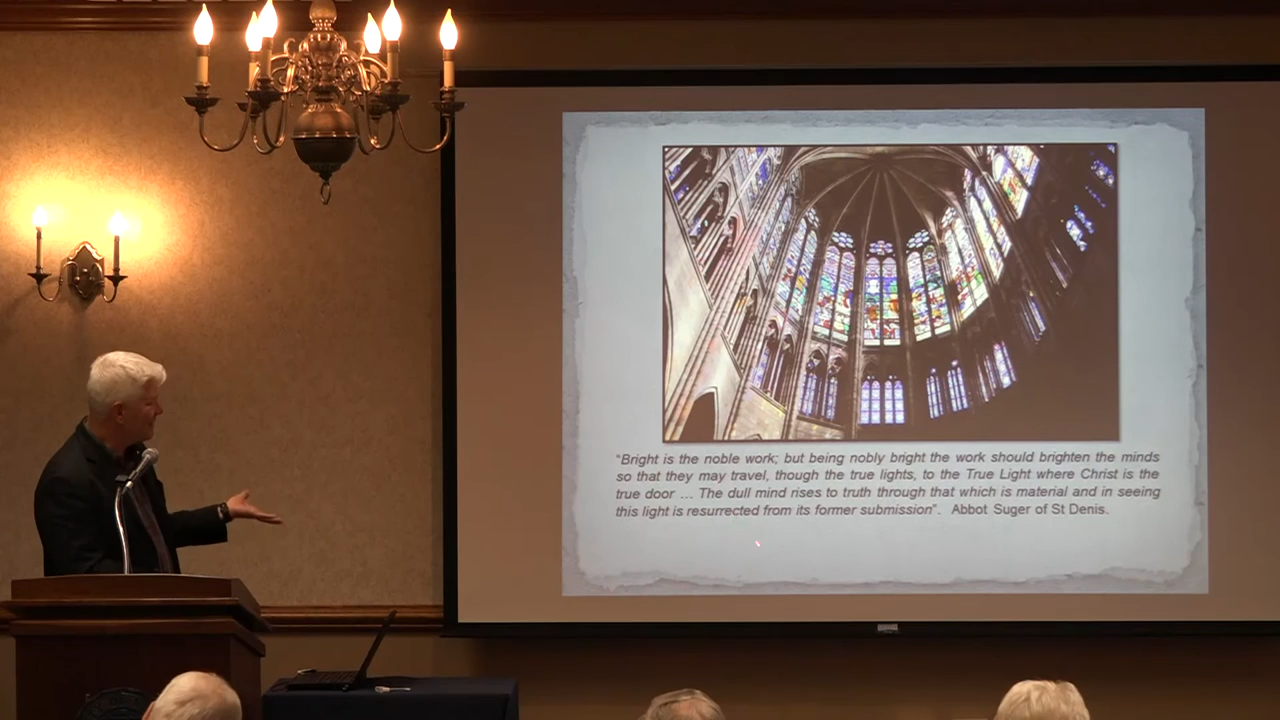 "Bright is the noble work; but being nobly bright the work should brighten the minds
so that they may travel, though the true lights, to the True Light where Christ is the
true door ... The dull mind rises to truth through that which is material and in seeing
this light is resurrected from its former submission". Abbot Suger of St Denis.